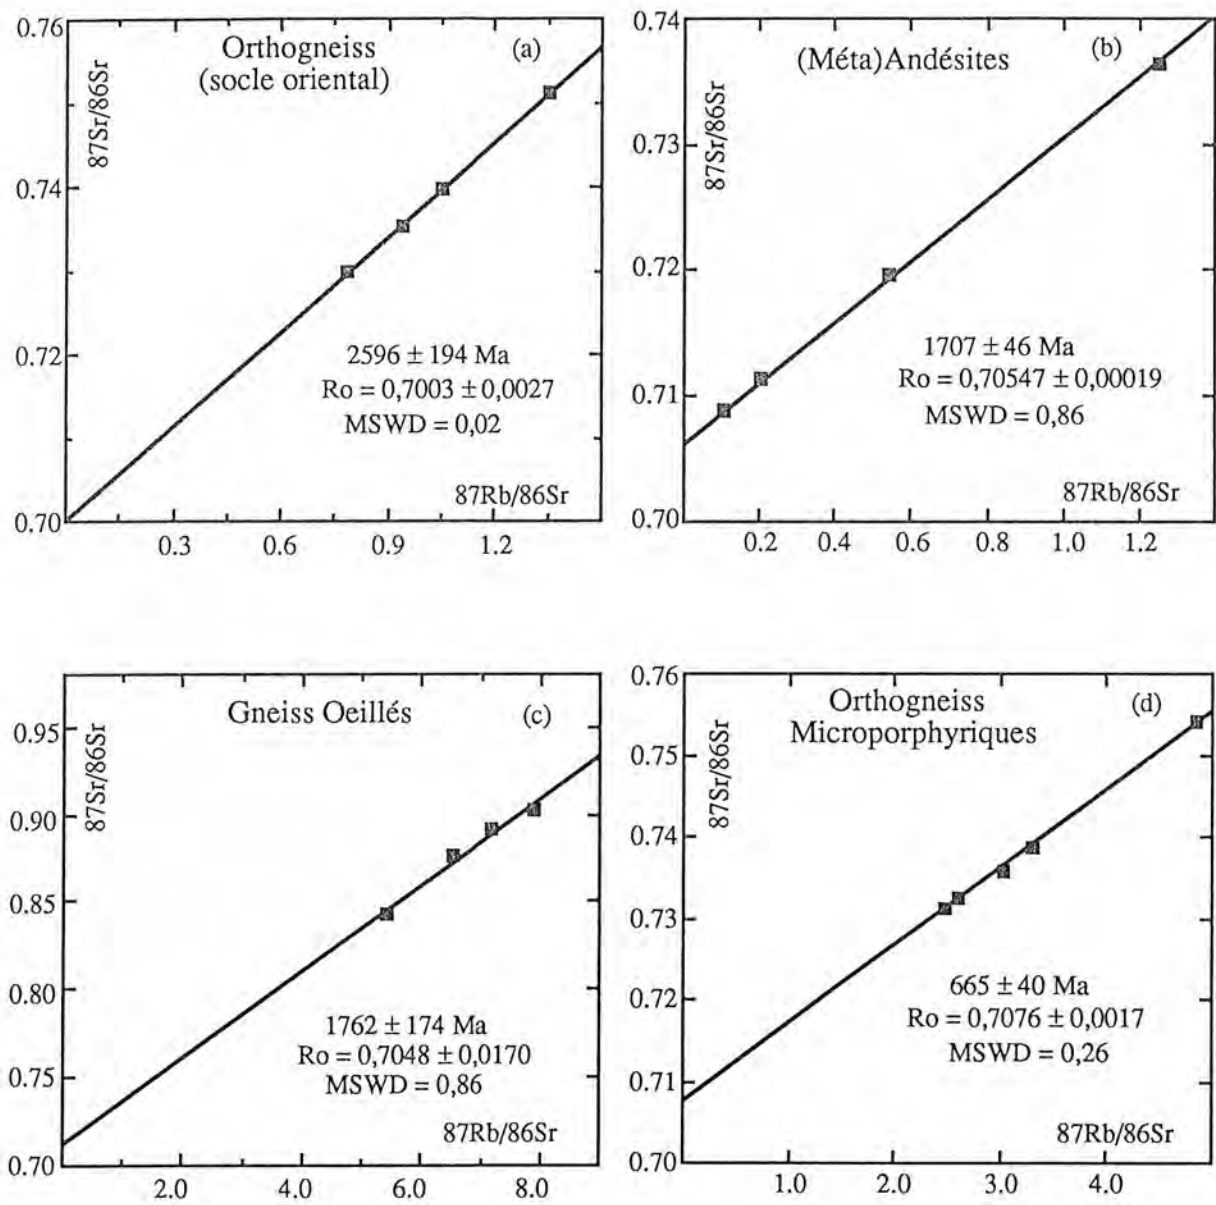 0.76
0.74
0.72
0.70
87Sr/86Sr
Orthogneiss
(socle oriental)
(a)
2596 ± 194 Ma
Ro = 0,7003 ± 0,0027
MSWD = 0,02
87Rb/86Sr
0.3 0.6 0.9 1.2
0.74
0.73
0.72
0.71
0.70
87Sr/86Sr
(Méta)Andésites
(b)
1707 ± 46 Ma
Ro = 0,70547 ± 0,00019
MSWD = 0,86
87Rb/86Sr
0.2 0.4 0.6 0.8 1.0 1.2
0.95
0.90
0.85
0.80
0.75
0.70
87Sr/86Sr
Gneiss Oeillés
(c)
1762 ± 174 Ma
Ro = 0,7048 ± 0,0170
MSWD = 0,86
87Rb/86Sr
2.0 4.0 6.0 8.0
0.76
0.75
0.74
0.73
0.72
0.71
0.70
87Sr/86Sr
Orthogneiss
Microporphyriques
(d)
665 ± 40 Ma
Ro = 0,7076 ± 0,0017
MSWD = 0,26
87Rb/86Sr
1.0 2.0 3.0 4.0